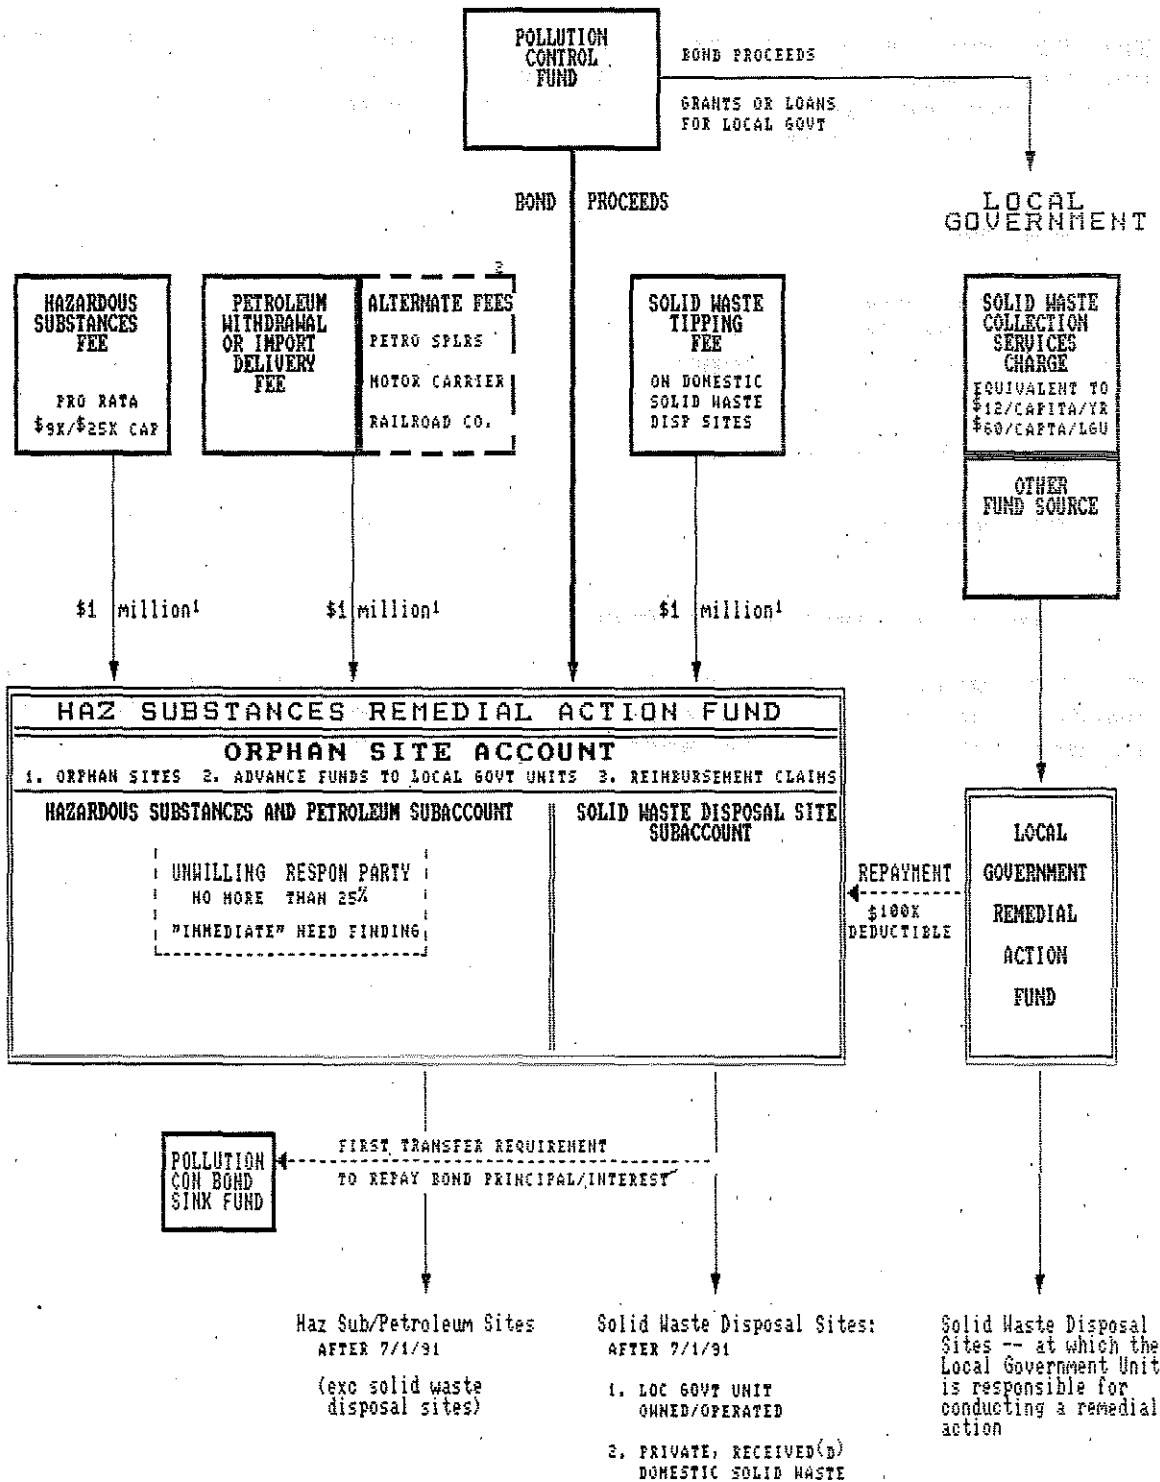 POLLUTION
CONTROL
FUND
BOND PROCEEDS
GRANTS OR LOANS
FOR LOCAL GOVT
BOND PROCEEDS
LOCAL
GOVERNMENT
HAZARDOUS
SUBSTANCES
FEE
PRO RATA
$9K/$25K CAP
PETROLEUM
WITHDRAWAL
OR IMPORT
DELIVERY
FEE
2
ALTERNATE FEES
PETRO SPLRS
MOTOR CARRIER
RAILROAD CO.
SOLID WASTE
TIPPING
FEE
ON DOMESTIC
SOLID WASTE
DISP SITES
SOLID WASTE
COLLECTION
SERVICES
CHARGE
EQUIVALENT TO
$12/CAPITA/YR
$60/CAPTA/LGU
OTHER
FUND SOURCE
$1 million¹
$1 million¹
$1 million¹
HAZ SUBSTANCES REMEDIAL ACTION FUND
ORPHAN SITE ACCOUNT
1. ORPHAN SITES 2. ADVANCE FUNDS TO LOCAL GOVT UNITS 3. REIMBURSEMENT CLAIMS
HAZARDOUS SUBSTANCES AND PETROLEUM SUBACCOUNT
SOLID WASTE DISPOSAL SITE
SUBACCOUNT
UNWILLING RESPON PARTY
NO MORE THAN 25%
"IMMEDIATE" NEED FINDING
REPAYMENT
$100K
DEDUCTIBLE
LOCAL
GOVERNMENT
REMEDIAL
ACTION
FUND
POLLUTION
CON BOND
SINK FUND
FIRST TRANSFER REQUIREMENT
TO REPAY BOND PRINCIPAL/INTEREST
Haz Sub/Petroleum Sites
AFTER 7/1/91
(exc solid waste
disposal sites)
Solid Waste Disposal Sites:
AFTER 7/1/91
1. LOC GOVT UNIT
OWNED/OPERATED
2. PRIVATE, RECEIVED(D)
DOMESTIC SOLID WASTE
Solid Waste Disposal
Sites -- at which the
Local Government Unit
is responsible for
conducting a remedial
action